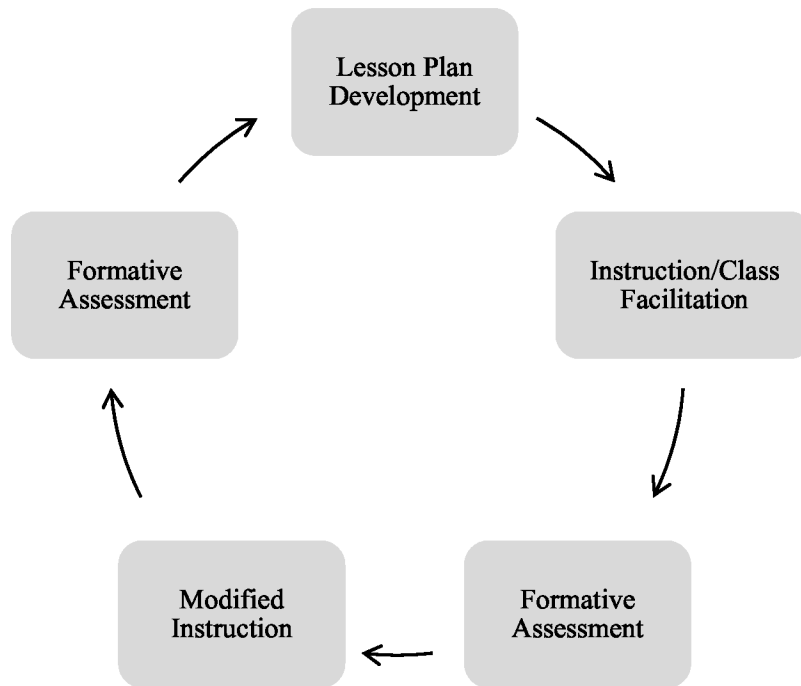 Lesson Plan
Development
Instruction/Class
Facilitation
Formative
Assessment
Modified
Instruction
Formative
Assessment